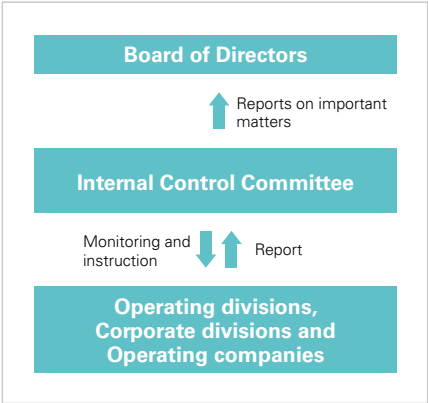 Board of Directors
Reports on important
matters
Internal Control Committee
Monitoring and
instruction
Report
Operating divisions,
Corporate divisions and
Operating companies